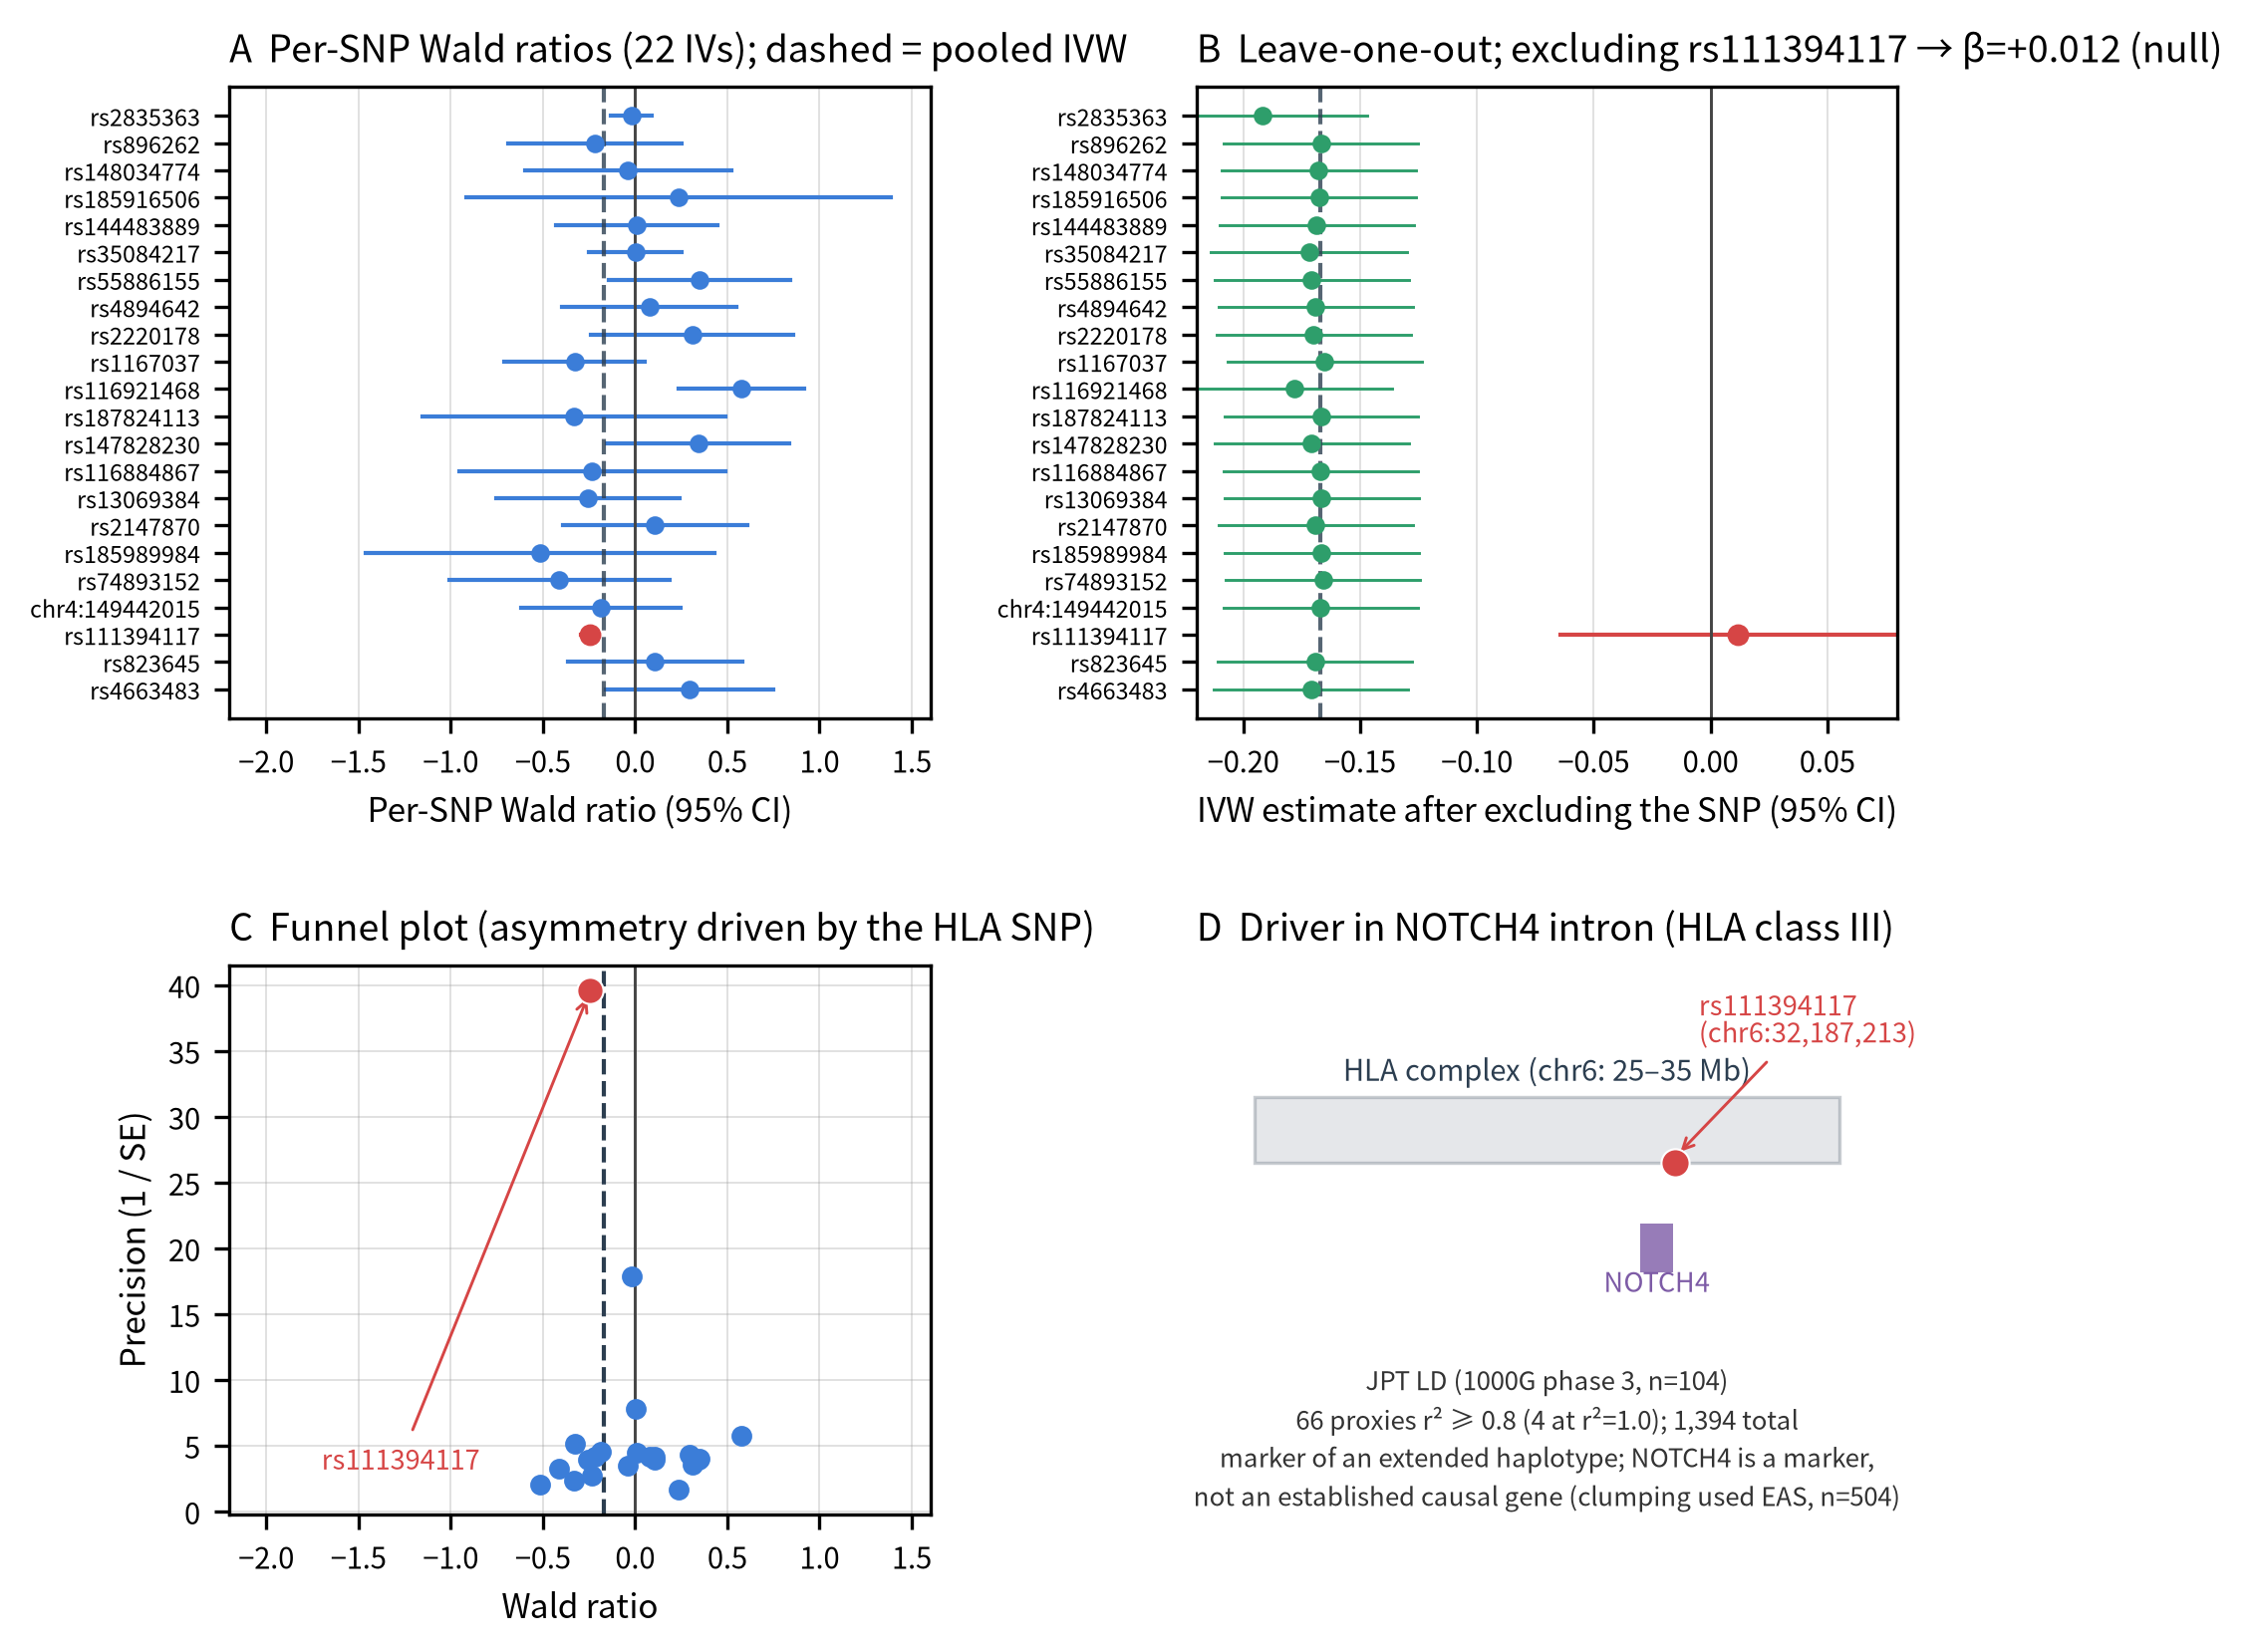 A Per-SNP Wald ratios (22 IVs); dashed = pooled IVW
rs2835363
rs896262
rs148034774
rs185916506
rs144483889
rs35084217
rs55886155
rs4894642
rs2220178
rs1167037
rs116921468
rs187824113
rs147828230
rs116884867
rs13069384
rs2147870
rs185989984
rs74893152
chr4:149442015
rs111394117
rs823645
rs4663483
−2.0 −1.5 −1.0 −0.5 0.0 0.5 1.0 1.5
Per-SNP Wald ratio (95% CI)
B Leave-one-out; excluding rs111394117 → β=+0.012 (null)
rs2835363
rs896262
rs148034774
rs185916506
rs144483889
rs35084217
rs55886155
rs4894642
rs2220178
rs1167037
rs116921468
rs187824113
rs147828230
rs116884867
rs13069384
rs2147870
rs185989984
rs74893152
chr4:149442015
rs111394117
rs823645
rs4663483
−0.20 −0.15 −0.10 −0.05 0.00 0.05
IVW estimate after excluding the SNP (95% CI)
C Funnel plot (asymmetry driven by the HLA SNP)
Precision (1 / SE)
40
35
30
25
20
15
10
5
0
rs111394117
−2.0 −1.5 −1.0 −0.5 0.0 0.5 1.0 1.5
Wald ratio
D Driver in NOTCH4 intron (HLA class III)
rs111394117
(chr6:32,187,213)
HLA complex (chr6: 25–35 Mb)
NOTCH4
JPT LD (1000G phase 3, n=104)
66 proxies r² ⩾ 0.8 (4 at r²=1.0); 1,394 total
marker of an extended haplotype; NOTCH4 is a marker,
not an established causal gene (clumping used EAS, n=504)